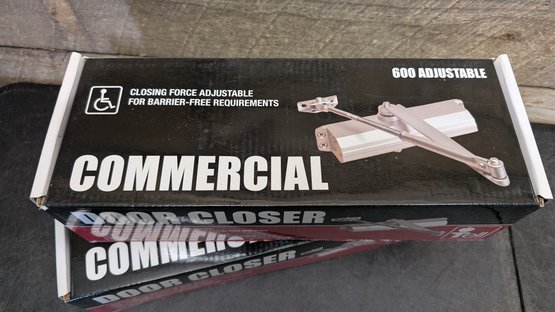 600 ADJUSTABLE
CLOSING FORCE ADJUSTABLE
FOR BARRIER-FREE REQUIREMENTS
COMMERCIAL
DOOR CLOSER
DOOR CLOSER